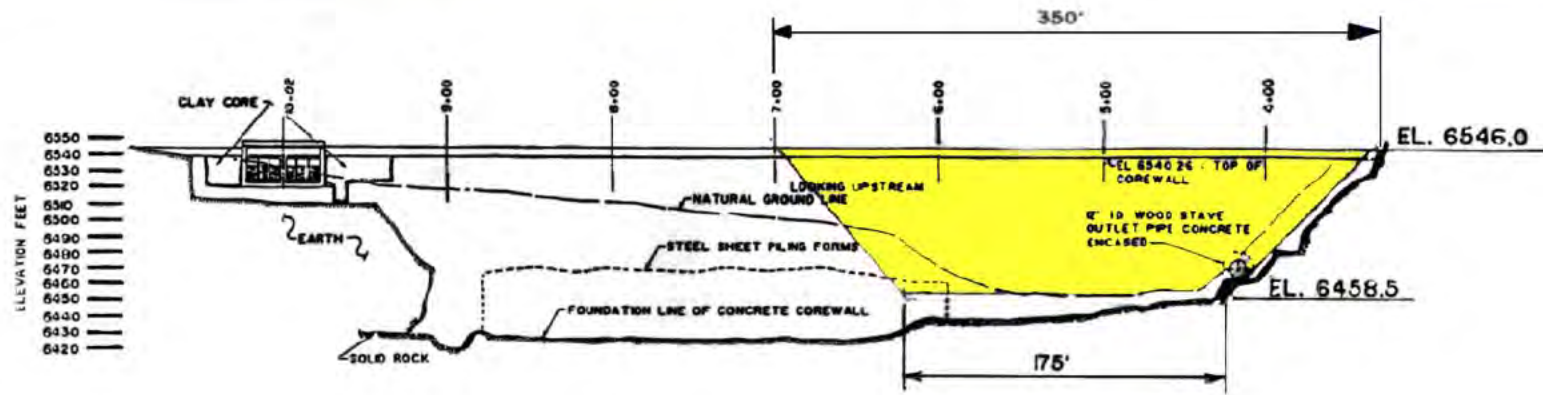 350'
CLAY CORE
10+02
9+00
8+00
7+00
6+00
5+00
4+00
EL. 6546.0
6550
6540
6530
6320
6510
6500
6490
6480
6470
6460
6450
6440
6430
6420
ELEVATION FEET
EL 6540.26 - TOP OF
COREWALL
LOOKING UPSTREAM
NATURAL GROUND LINE
12" ID WOOD STAVE
OUTLET PIPE CONCRETE
ENCASED
EARTH
STEEL SHEET PILING FORMS
EL. 6458.5
FOUNDATION LINE OF CONCRETE COREWALL
SOLID ROCK
175'